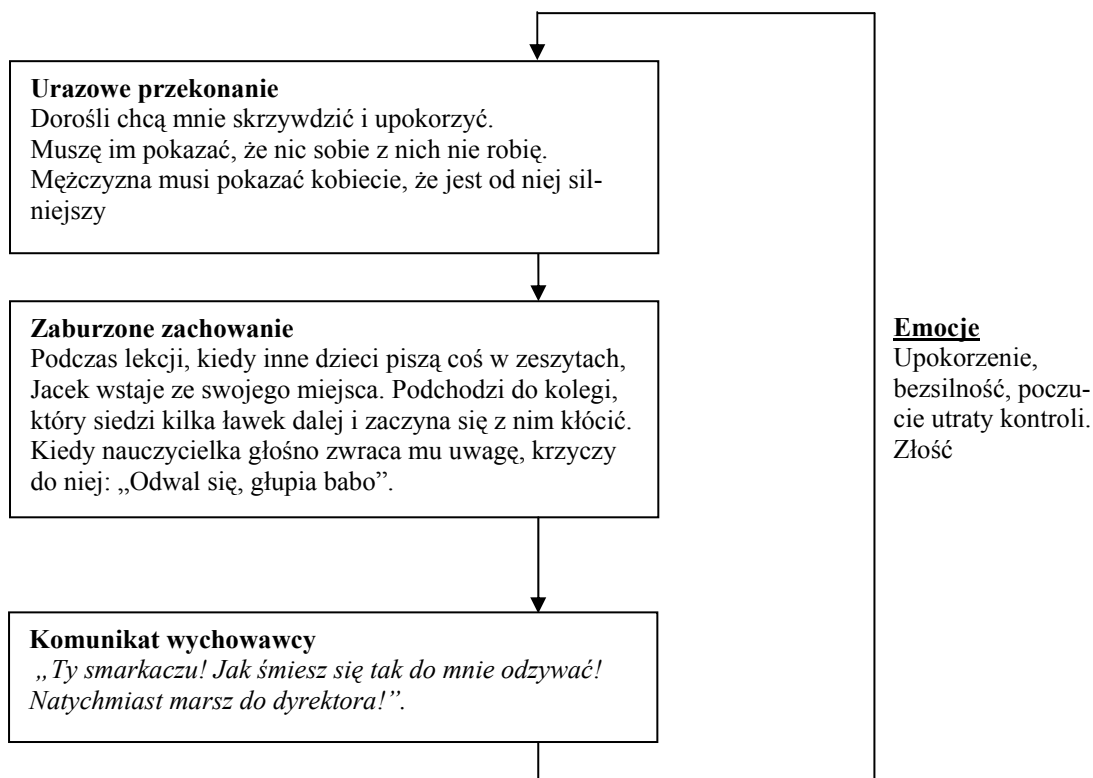 Urazowe przekonanie
Dorośli chcą mnie skrzywdzić i upokorzyć.
Muszę im pokazać, że nic sobie z nich nie robię.
Mężczyzna musi pokazać kobiecie, że jest od niej sil-
niejszy
Zaburzone zachowanie
Podczas lekcji, kiedy inne dzieci piszą coś w zeszytach,
Jacek wstaje ze swojego miejsca. Podchodzi do kolegi,
który siedzi kilka ławek dalej i zaczyna się z nim kłócić.
Kiedy nauczycielka głośno zwraca mu uwagę, krzyczy
do niej: „Odwal się, głupia babo”.
Emocje
Upokorzenie,
bezsilność, poczu-
cie utraty kontroli.
Złość
Komunikat wychowawcy
„Ty smarkaczu! Jak śmiesz się tak do mnie odzywać!
Natychmiast marsz do dyrektora!”.